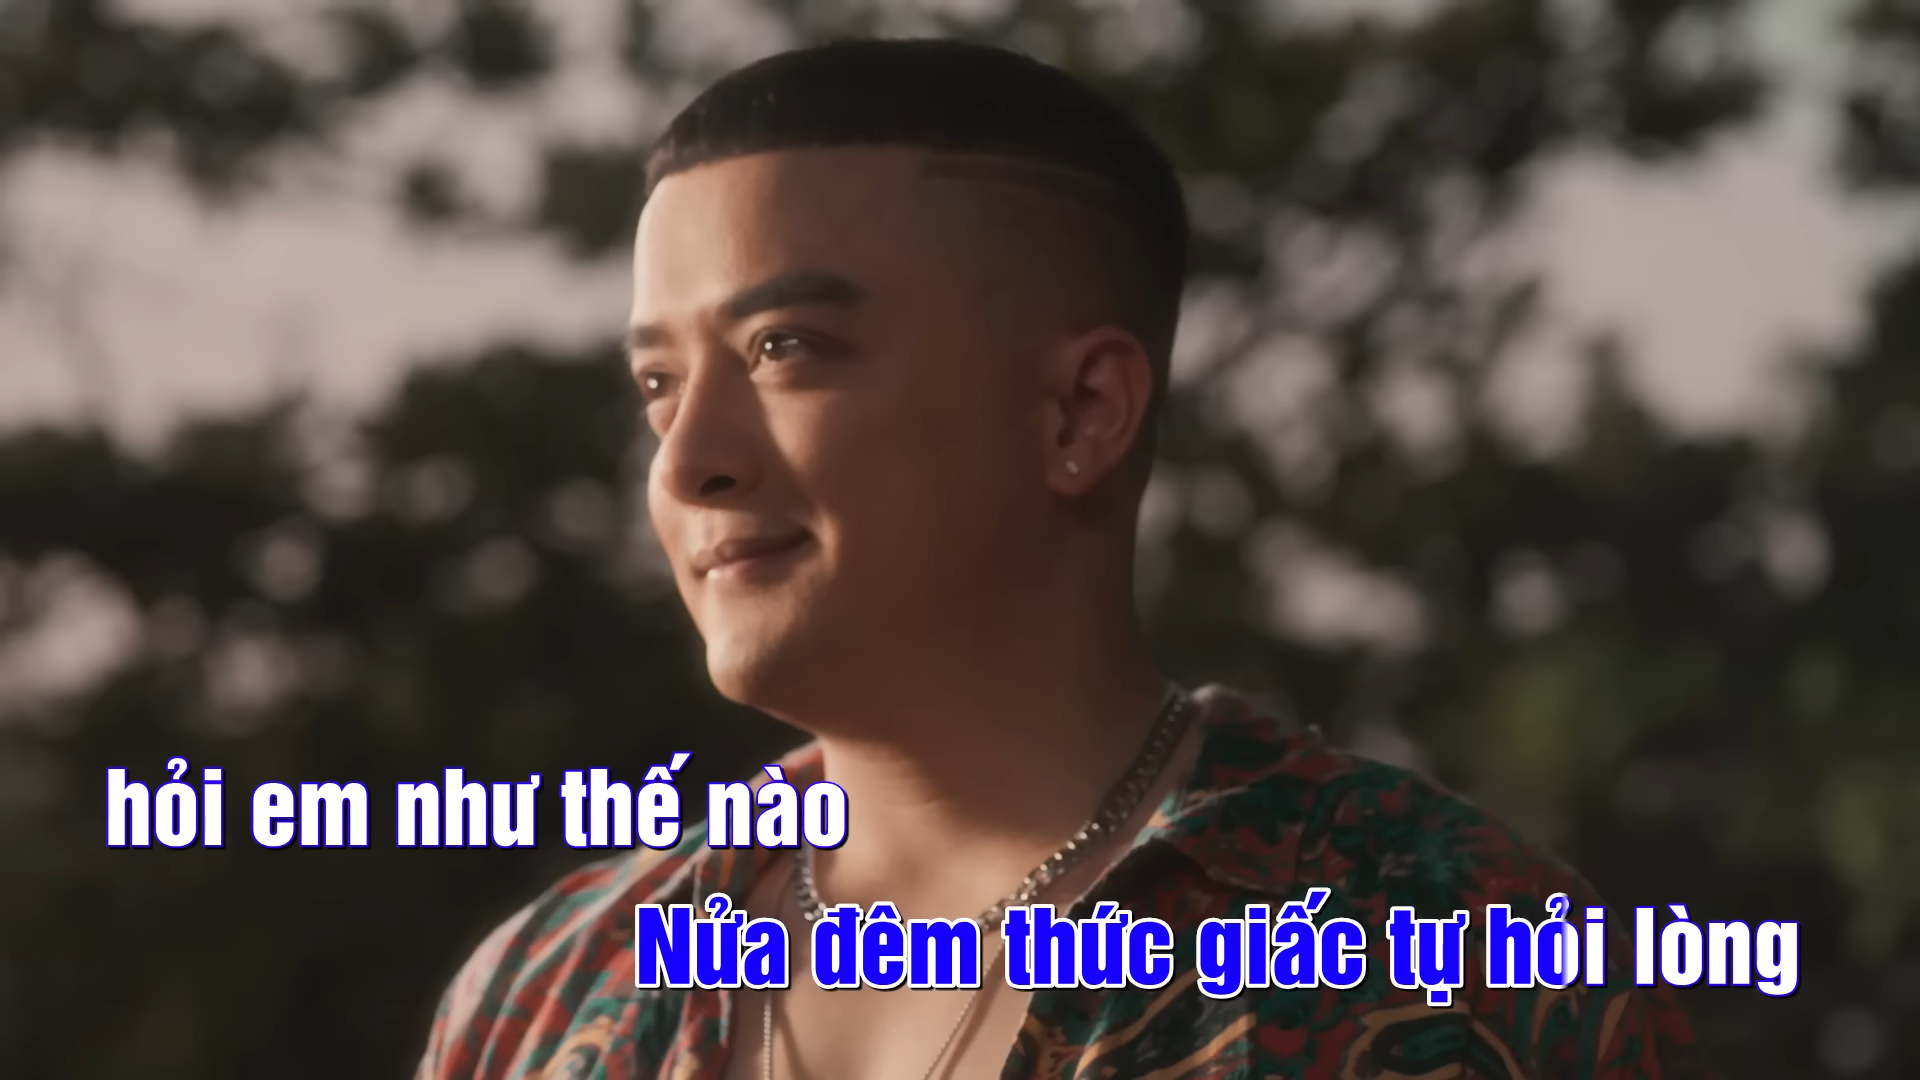 hỏi em như thế nào
Nửa đêm thức giấc tự hỏi lòng